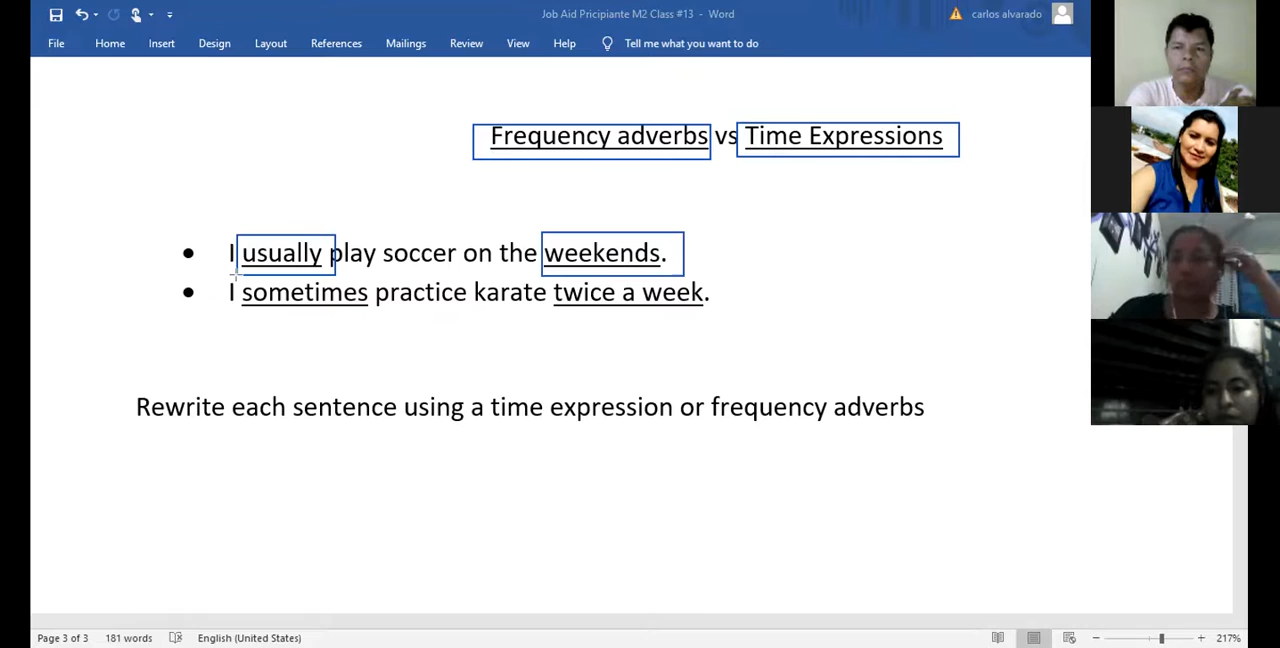 Job Aid Pricipiante M2 Class #13 - Word
carlos alvarado
File Home Insert Design Layout References Mailings Review View Help Tell me what you want to do
Frequency adverbs vs Time Expressions
• I usually play soccer on the weekends.
• I sometimes practice karate twice a week.
Rewrite each sentence using a time expression or frequency adverbs
Page 3 of 3 181 words English (United States) 217%